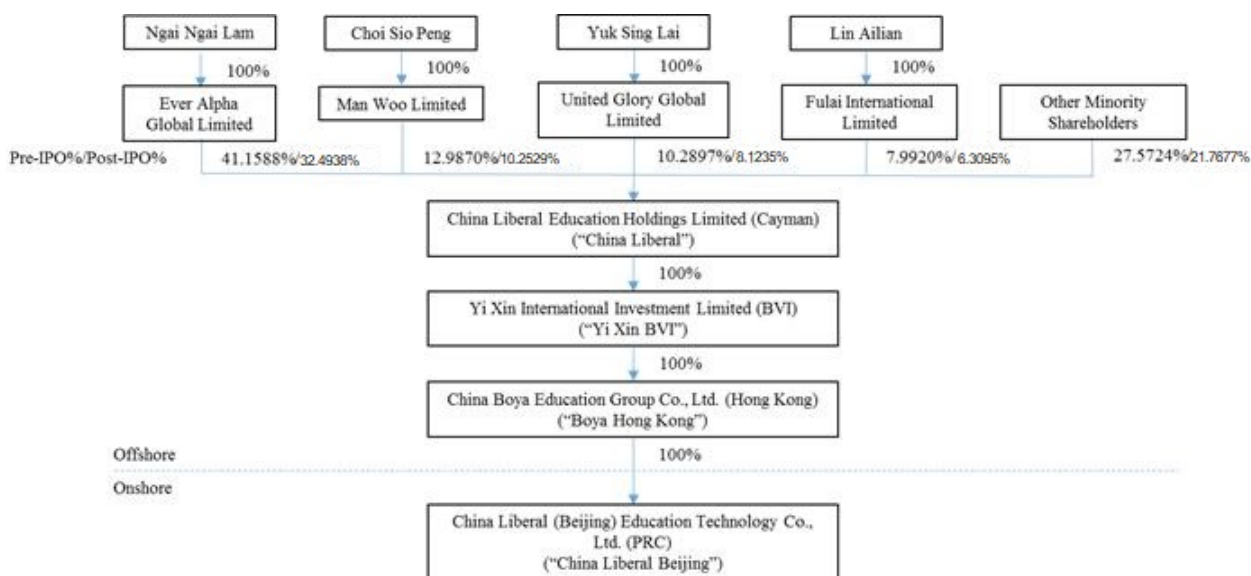 Ngai Ngai Lam
Choi Sio Peng
Yuk Sing Lai
Lin Ailian
100%
100%
100%
100%
Ever Alpha
Global Limited
Man Woo Limited
United Glory Global
Limited
Fulai International
Limited
Other Minority
Shareholders
Pre-IPO%/Post-IPO%
41.1588%/32.4938%
12.9870%/10.2529%
10.2897%/8.1235%
7.9920%/6.3095%
27.5724%/21.7677%
China Liberal Education Holdings Limited (Cayman)
(“China Liberal”)
100%
Yi Xin International Investment Limited (BVI)
(“Yi Xin BVI”)
100%
China Boya Education Group Co., Ltd. (Hong Kong)
(“Boya Hong Kong”)
Offshore
100%
Onshore
China Liberal (Beijing) Education Technology Co.,
Ltd. (PRC)
(“China Liberal Beijing”)